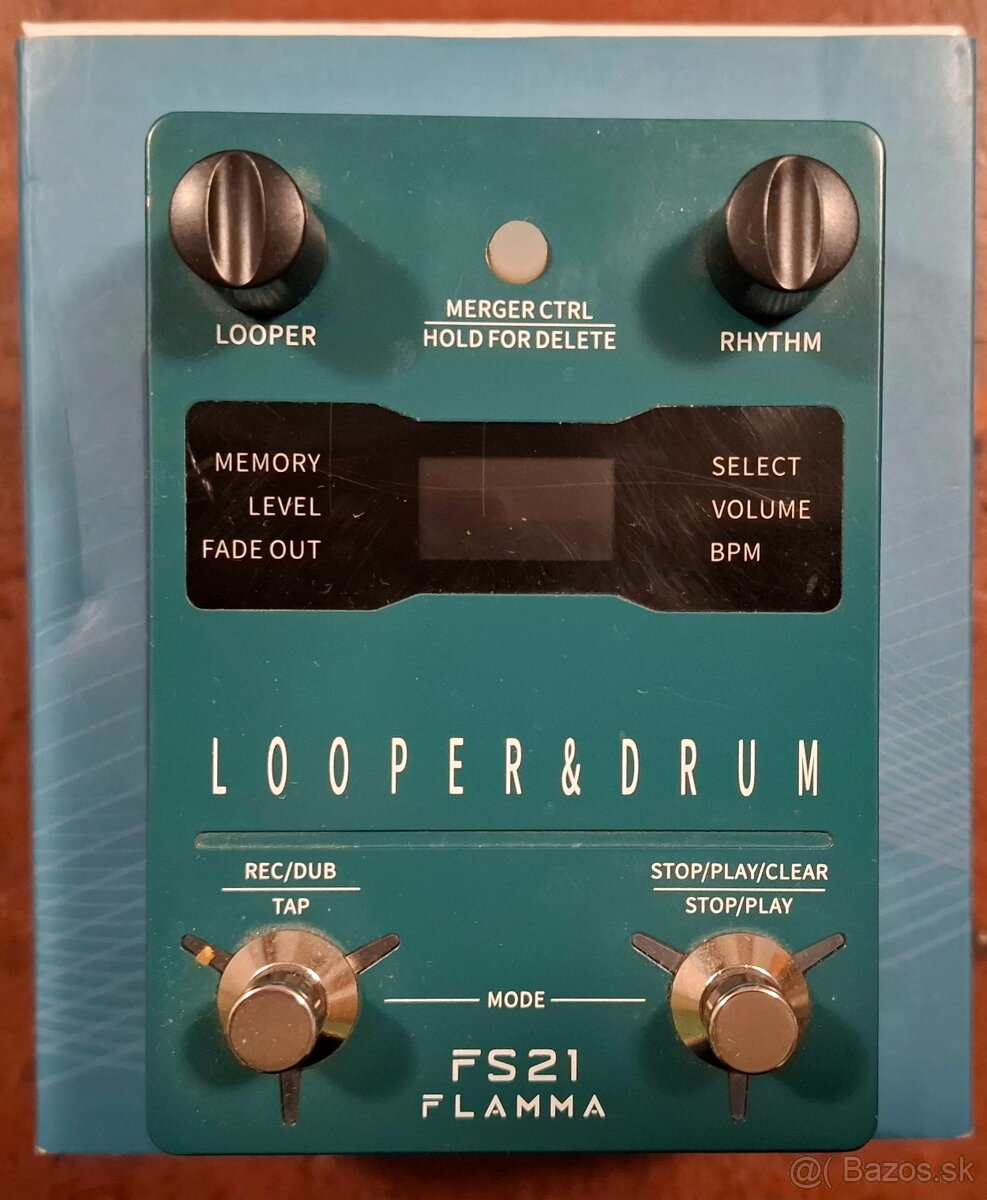 LOOPER
MERGER CTRL
HOLD FOR DELETE
RHYTHM
MEMORY
LEVEL
FADE OUT
SELECT
VOLUME
BPM
LOOPER&DRUM
REC/DUB
TAP
STOP/PLAY/CLEAR
STOP/PLAY
MODE
FS21
FLAMMA
@( Bazos.sk